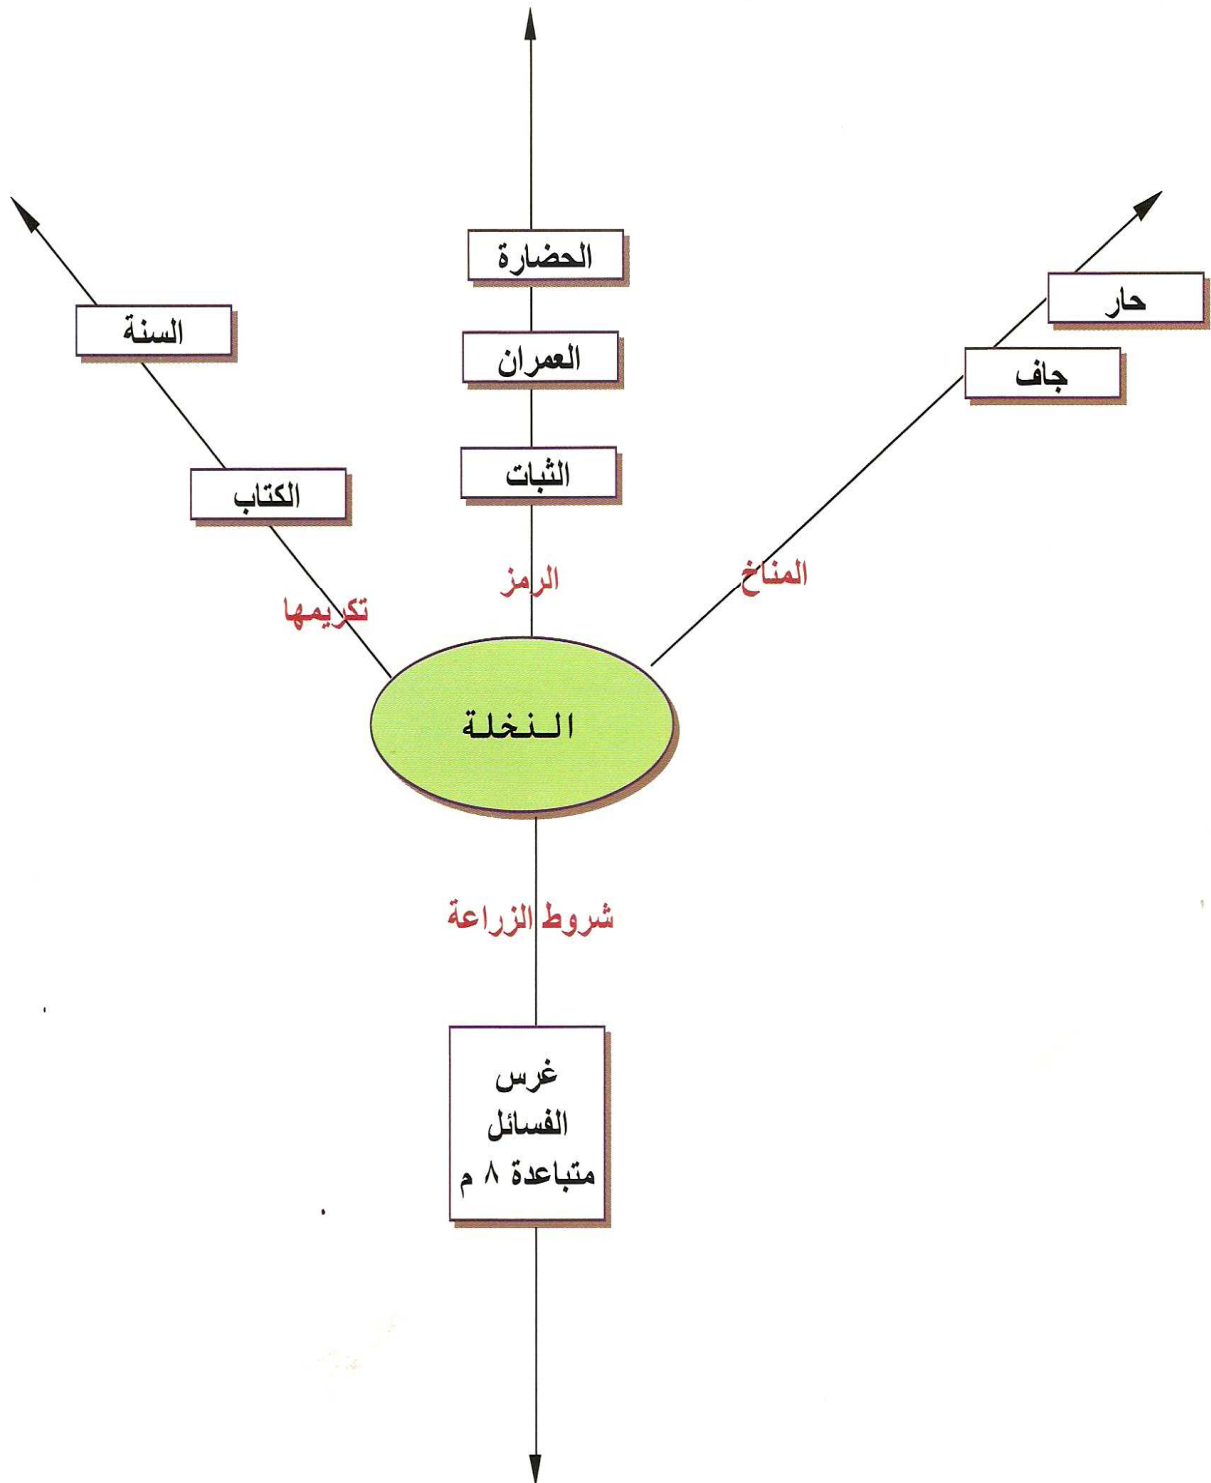 الحضارة
العمران
الثبات
الرمز
حار
جاف
المناخ
السنة
الكتاب
تكريمها
النخلة
شروط الزراعة
غرس
الفسائل
متباعدة ٨ م